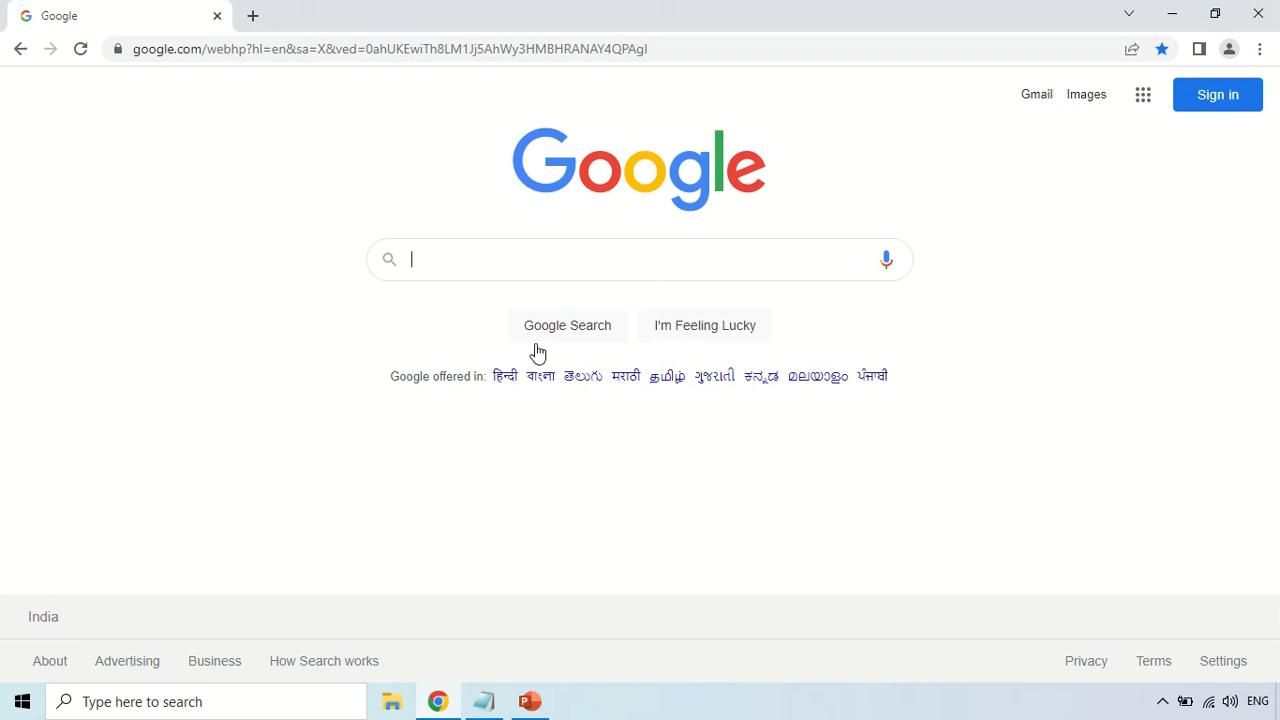 Google
google.com/webhp?hl=en&sa=X&ved=0ahUKEwiTh8LM1Jj5AhWy3HMBHRANAY4QPAgI
Gmail Images Sign in
Google
Google Search I'm Feeling Lucky
Google offered in: हिन्दी বাংলা తెలుగు मराठी தமிழ் ગુજરાતી ಕನ್ನಡ മലയാളം ਪੰਜਾਬੀ
India
About Advertising Business How Search works Privacy Terms Settings
Type here to search ENG